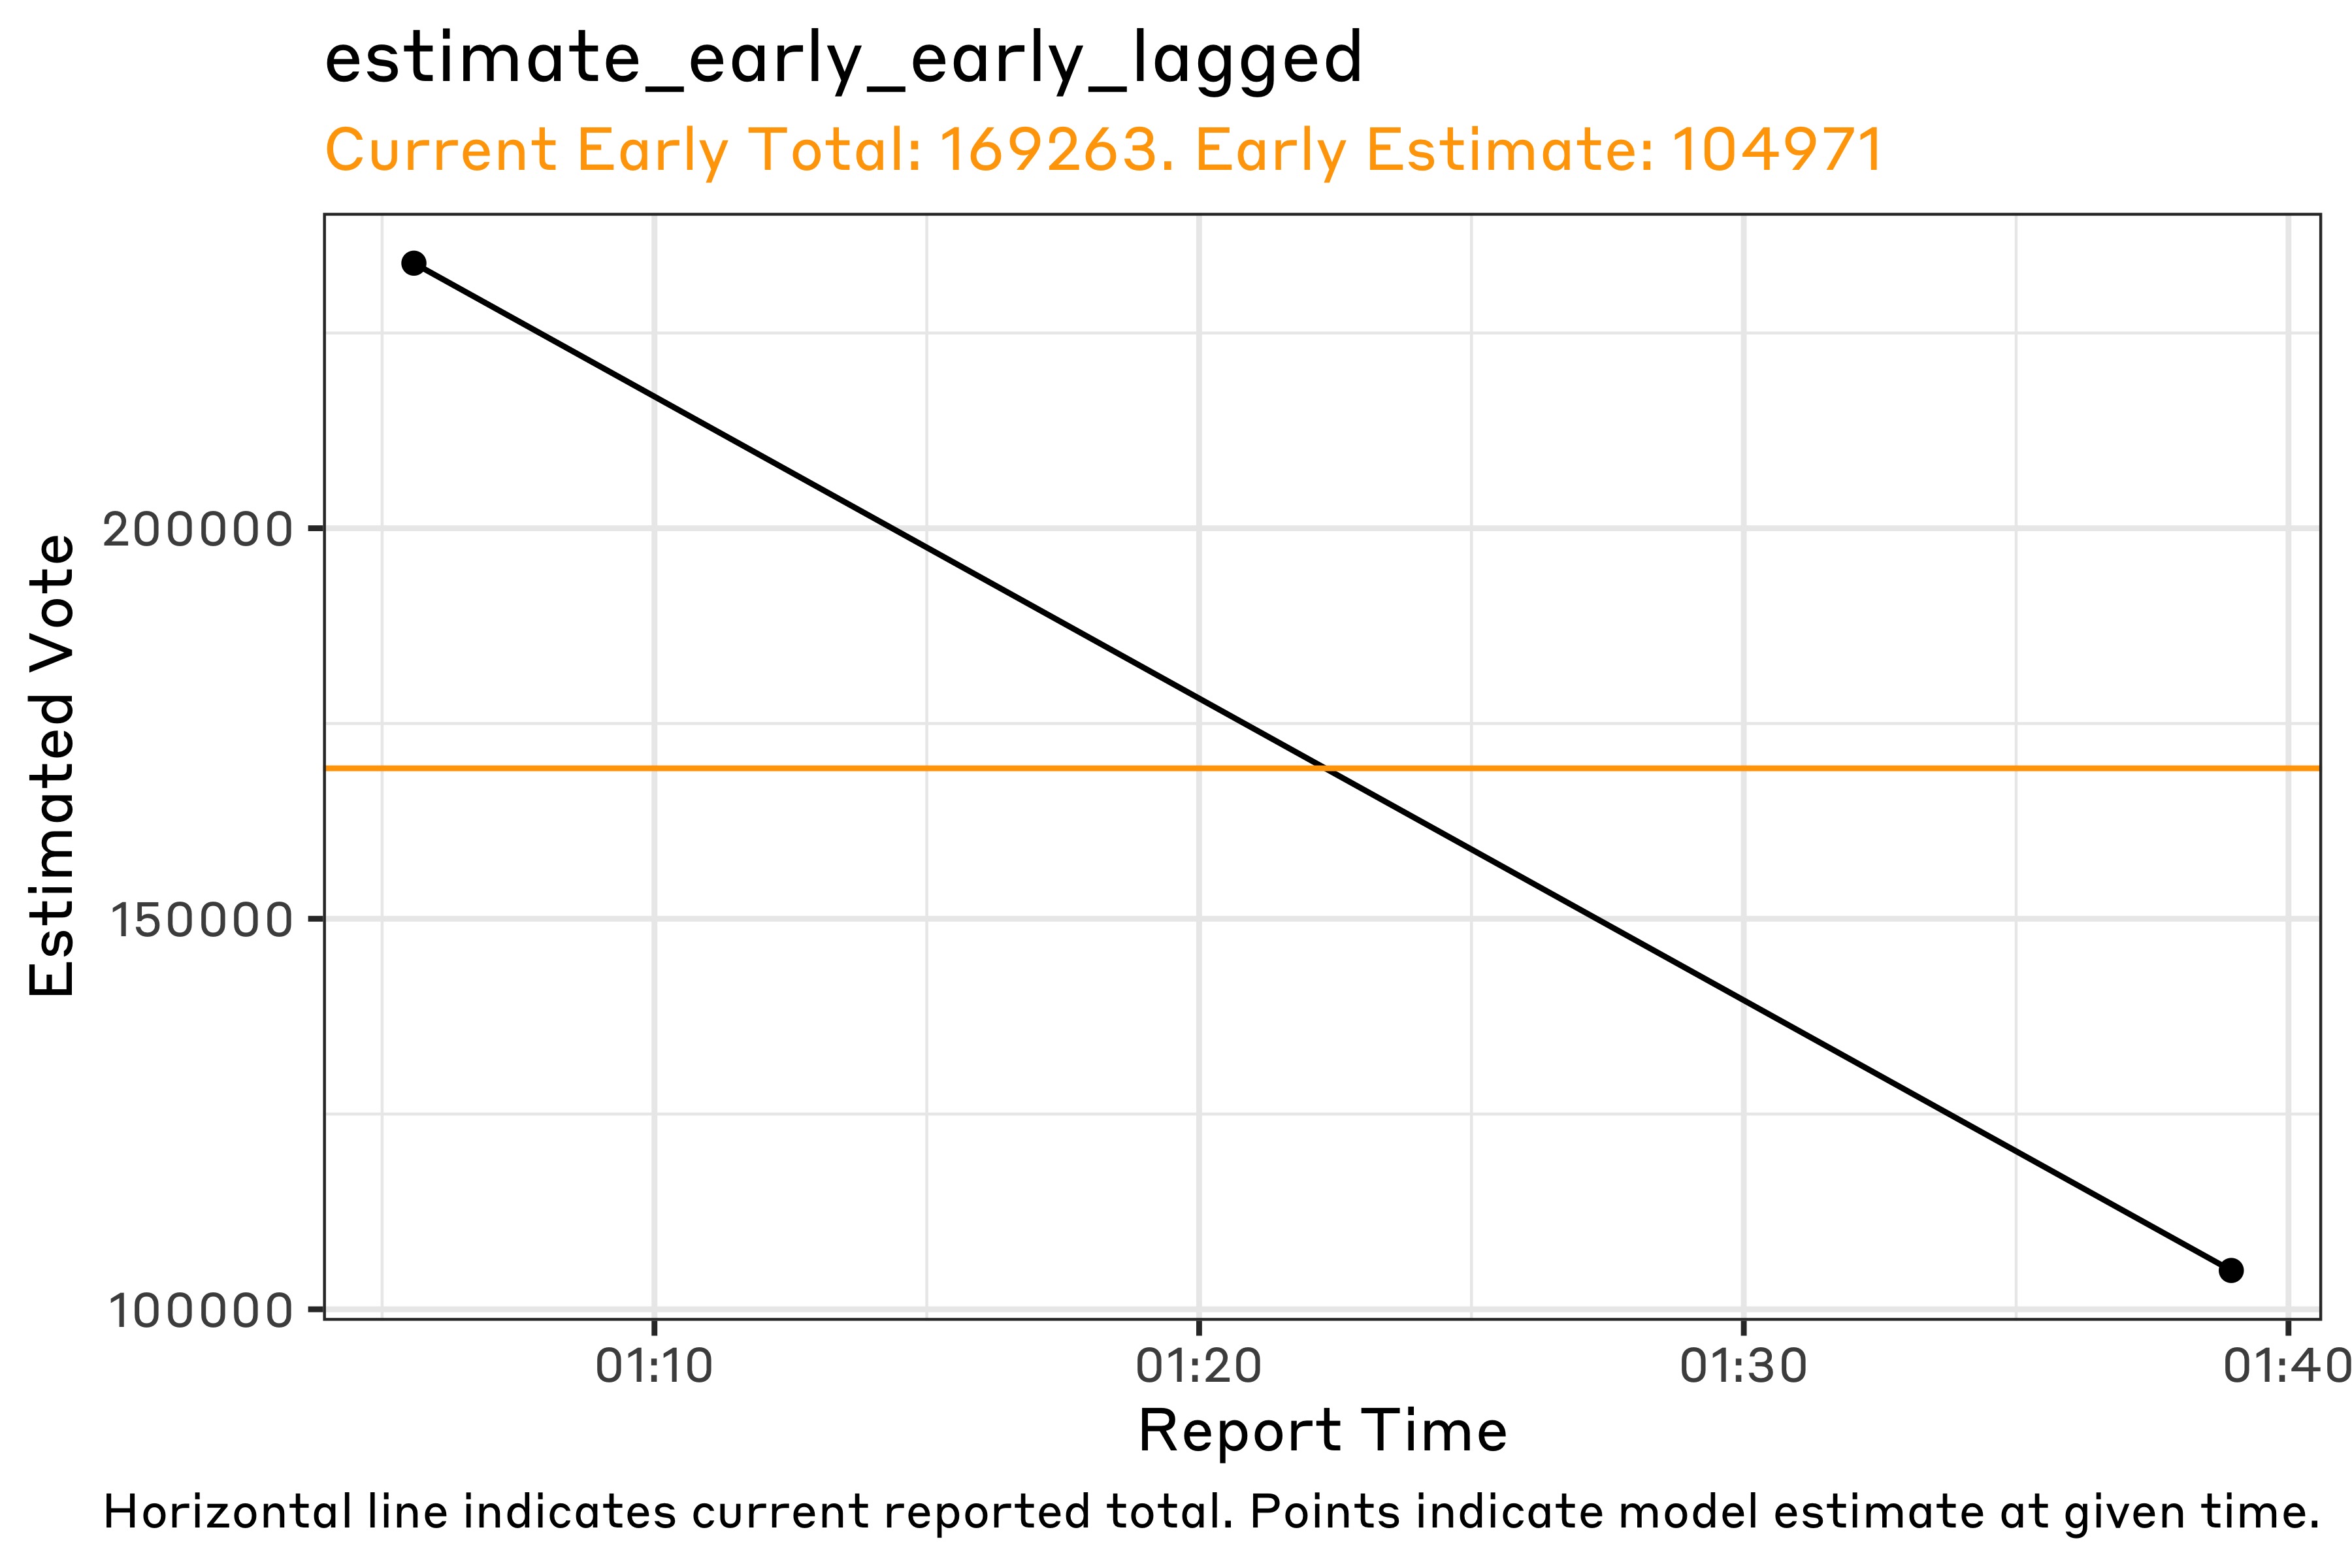 estimate_early_early_lagged
Current Early Total: 169263. Early Estimate: 104971
Estimated Vote
200000
150000
100000
01:10
01:20
01:30
01:40
Report Time
Horizontal line indicates current reported total. Points indicate model estimate at given time.